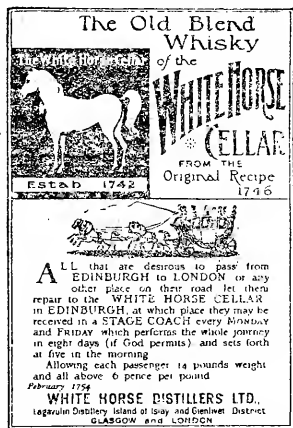 The Old Blend
Whisky
of the
The White Horse Cellar
WHITE HORSE
CELLAR
FROM THE
Original Recipe
1746
Estab 1742
ALL that are desirous to pass from
EDINBURGH to LONDON or any
other place on their road let them
repair to the WHITE HORSE CELLAR
in EDINBURGH, at which place they may be
received in a STAGE COACH every MONDAY
and FRIDAY which performs the whole journey
in eight days (if God permits) and sets forth
at five in the morning
Allowing each passenger 14 pounds weight
and all above 6 pence per pound
February 1754
WHITE HORSE DISTILLERS LTD.,
Lagavulin Distillery Island of Islay and Glenlivet District
GLASGOW and LONDON